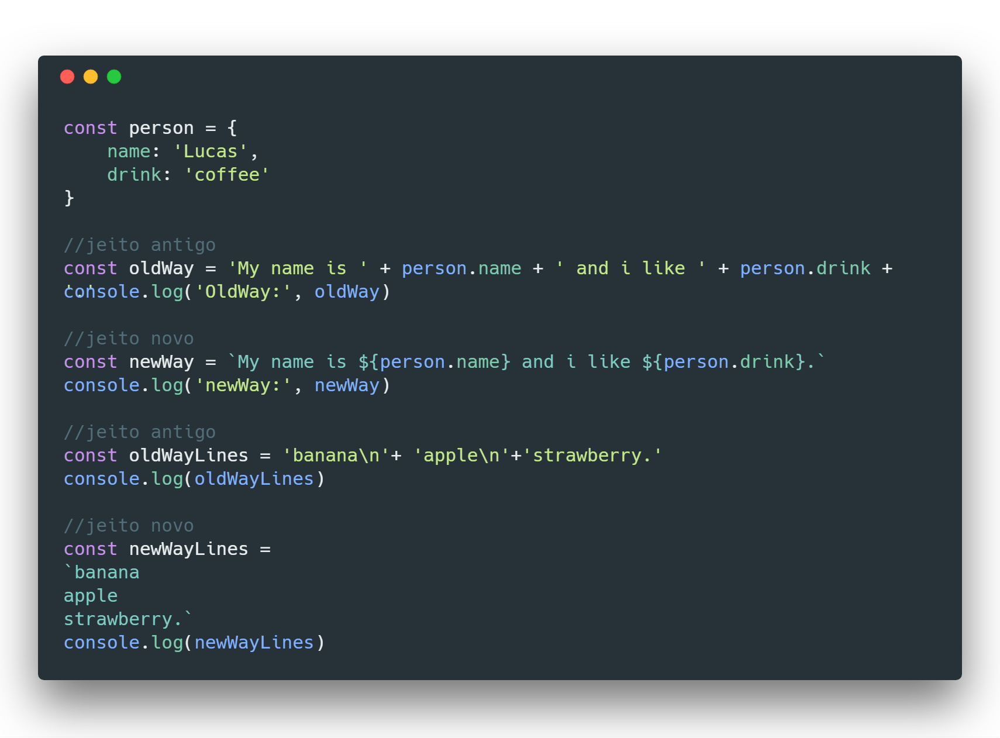 const person = {
    name: 'Lucas',
    drink: 'coffee'
}
//jeito antigo
const oldWay = 'My name is ' + person.name + ' and i like ' + person.drink +
'.'
console.log('OldWay:', oldWay)
//jeito novo
const newWay = `My name is ${person.name} and i like ${person.drink}.`
console.log('newWay:', newWay)
//jeito antigo
const oldWayLines = 'banana\n'+ 'apple\n'+'strawberry.'
console.log(oldWayLines)
//jeito novo
const newWayLines =
`banana
apple
strawberry.`
console.log(newWayLines)